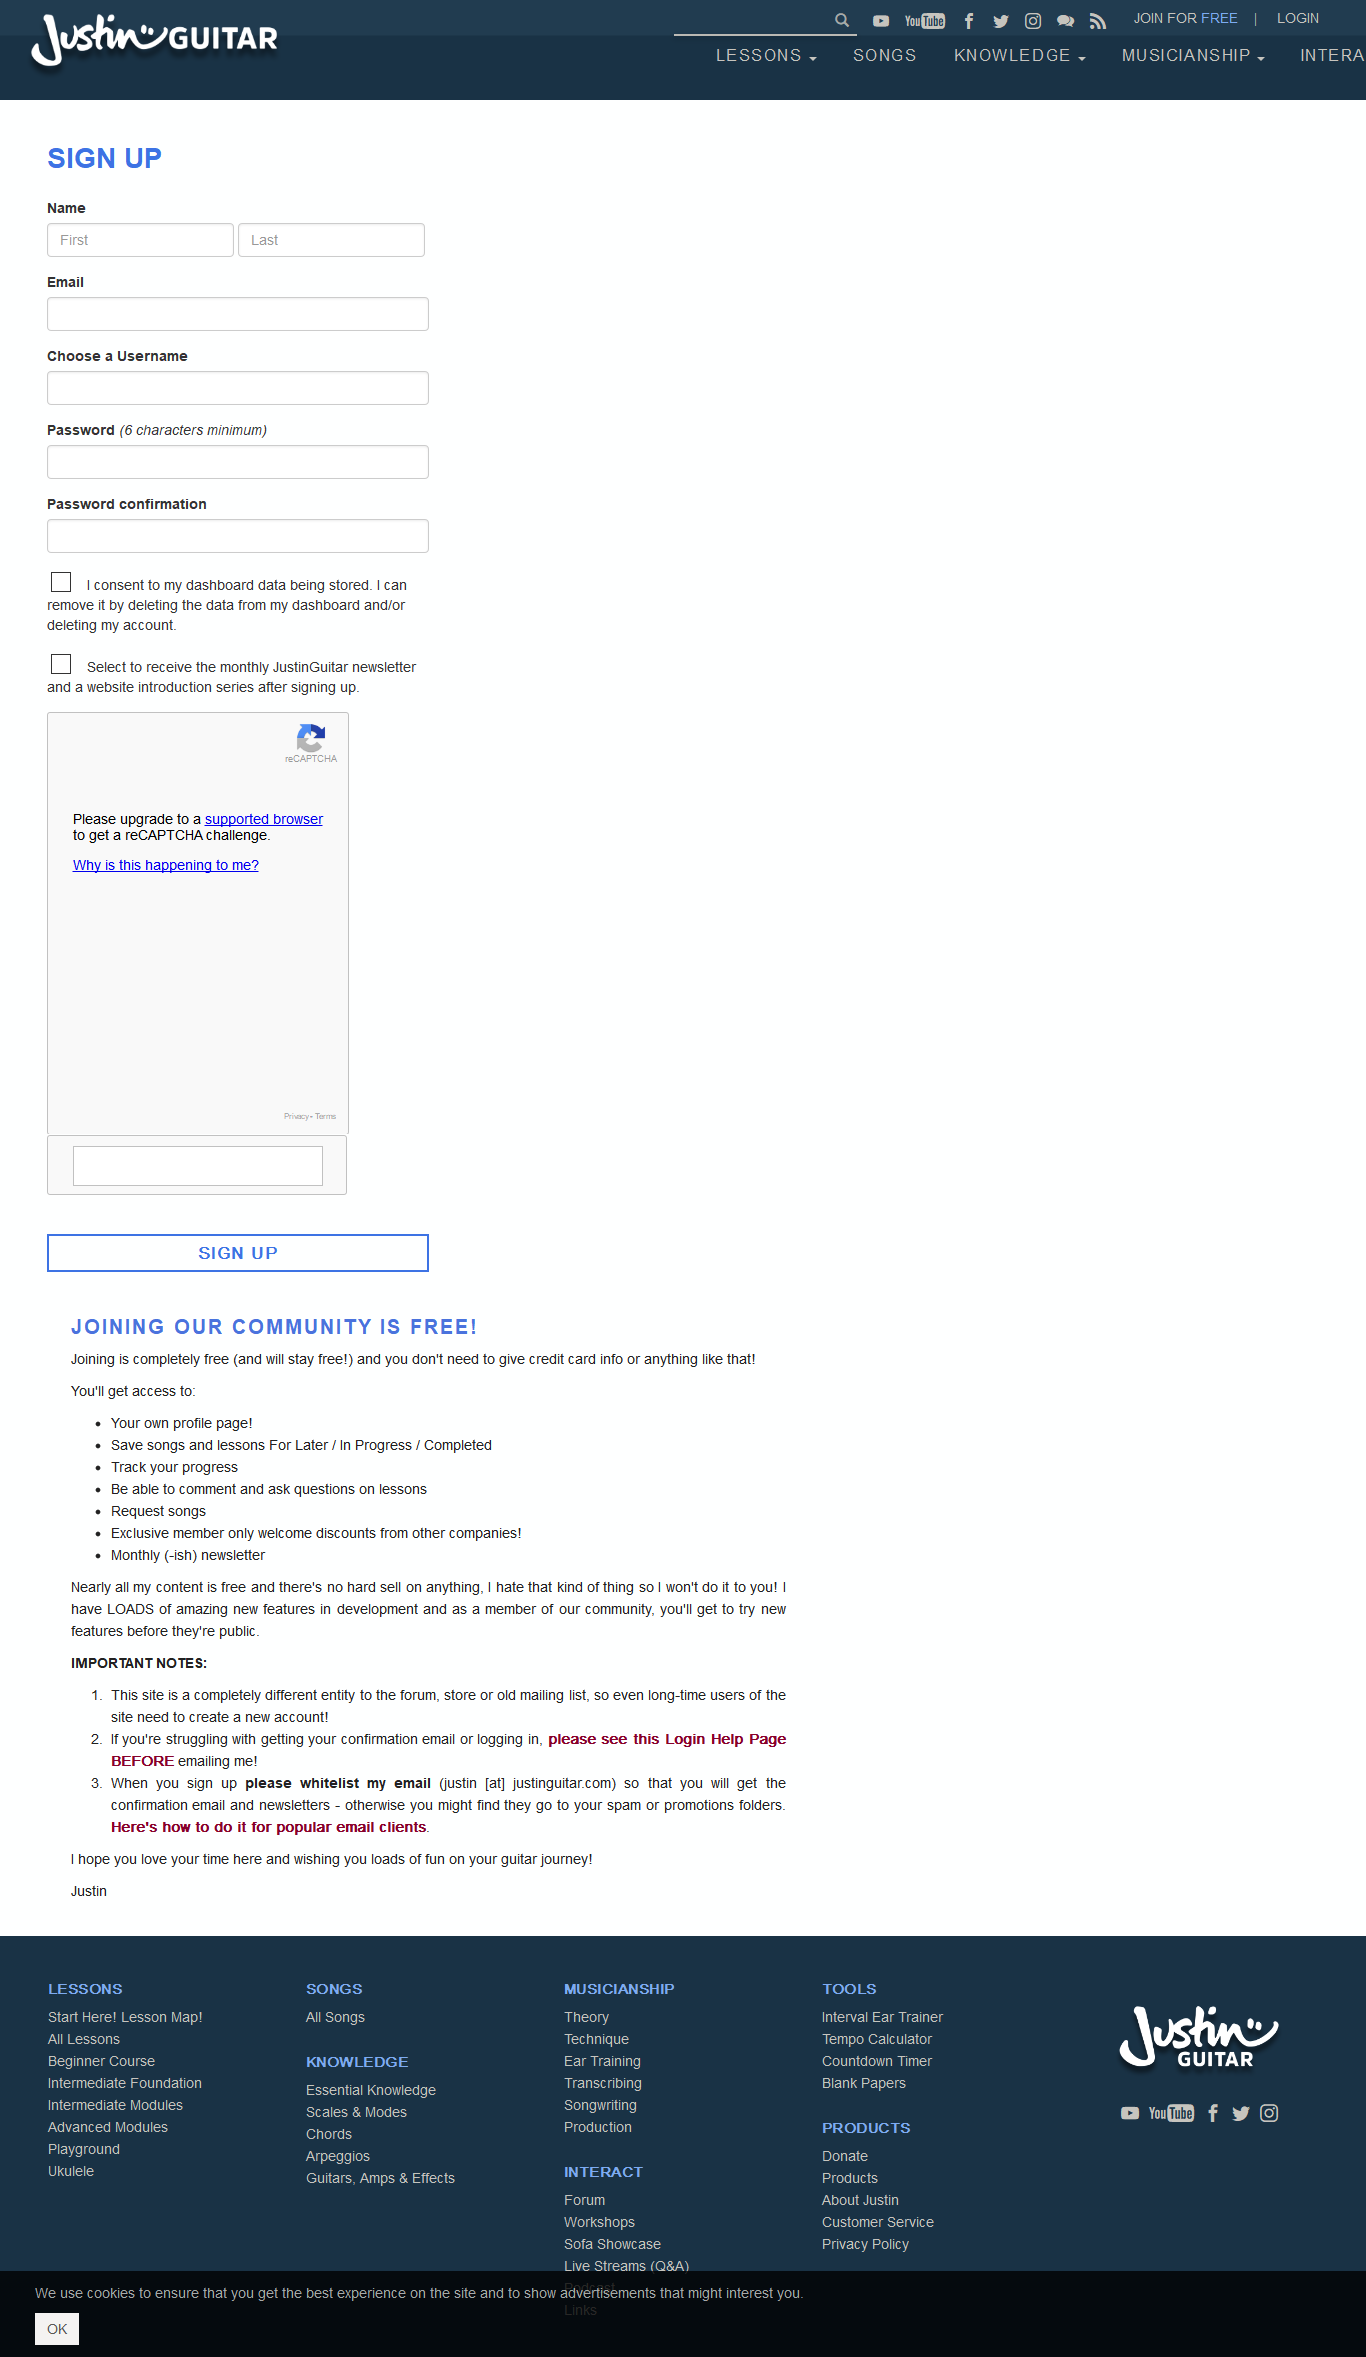 Justin GUITAR
YouTube
JOIN FOR FREE | LOGIN
LESSONS SONGS KNOWLEDGE MUSICIANSHIP INTERA
SIGN UP
Name
First Last
Email
Choose a Username
Password (6 characters minimum)
Password confirmation
I consent to my dashboard data being stored. I can
remove it by deleting the data from my dashboard and/or
deleting my account.
Select to receive the monthly JustinGuitar newsletter
and a website introduction series after signing up.
reCAPTCHA
Please upgrade to a supported browser
to get a reCAPTCHA challenge.
Why is this happening to me?
Privacy - Terms
SIGN UP
JOINING OUR COMMUNITY IS FREE!
Joining is completely free (and will stay free!) and you don't need to give credit card info or anything like that!
You'll get access to:
• Your own profile page!
• Save songs and lessons For Later / In Progress / Completed
• Track your progress
• Be able to comment and ask questions on lessons
• Request songs
• Exclusive member only welcome discounts from other companies!
• Monthly (-ish) newsletter
Nearly all my content is free and there's no hard sell on anything, I hate that kind of thing so I won't do it to you! I
have LOADS of amazing new features in development and as a member of our community, you'll get to try new
features before they're public.
IMPORTANT NOTES:
1. This site is a completely different entity to the forum, store or old mailing list, so even long-time users of the
site need to create a new account!
2. If you're struggling with getting your confirmation email or logging in, please see this Login Help Page
BEFORE emailing me!
3. When you sign up please whitelist my email (justin [at] justinguitar.com) so that you will get the
confirmation email and newsletters - otherwise you might find they go to your spam or promotions folders.
Here's how to do it for popular email clients.
I hope you love your time here and wishing you loads of fun on your guitar journey!
Justin
LESSONS
Start Here! Lesson Map!
All Lessons
Beginner Course
Intermediate Foundation
Intermediate Modules
Advanced Modules
Playground
Ukulele
SONGS
All Songs
KNOWLEDGE
Essential Knowledge
Scales & Modes
Chords
Arpeggios
Guitars, Amps & Effects
MUSICIANSHIP
Theory
Technique
Ear Training
Transcribing
Songwriting
Production
INTERACT
Forum
Workshops
Sofa Showcase
Live Streams (Q&A)
Podcast
Links
TOOLS
Interval Ear Trainer
Tempo Calculator
Countdown Timer
Blank Papers
PRODUCTS
Donate
Products
About Justin
Customer Service
Privacy Policy
Justin
GUITAR
YouTube
We use cookies to ensure that you get the best experience on the site and to show advertisements that might interest you.
OK